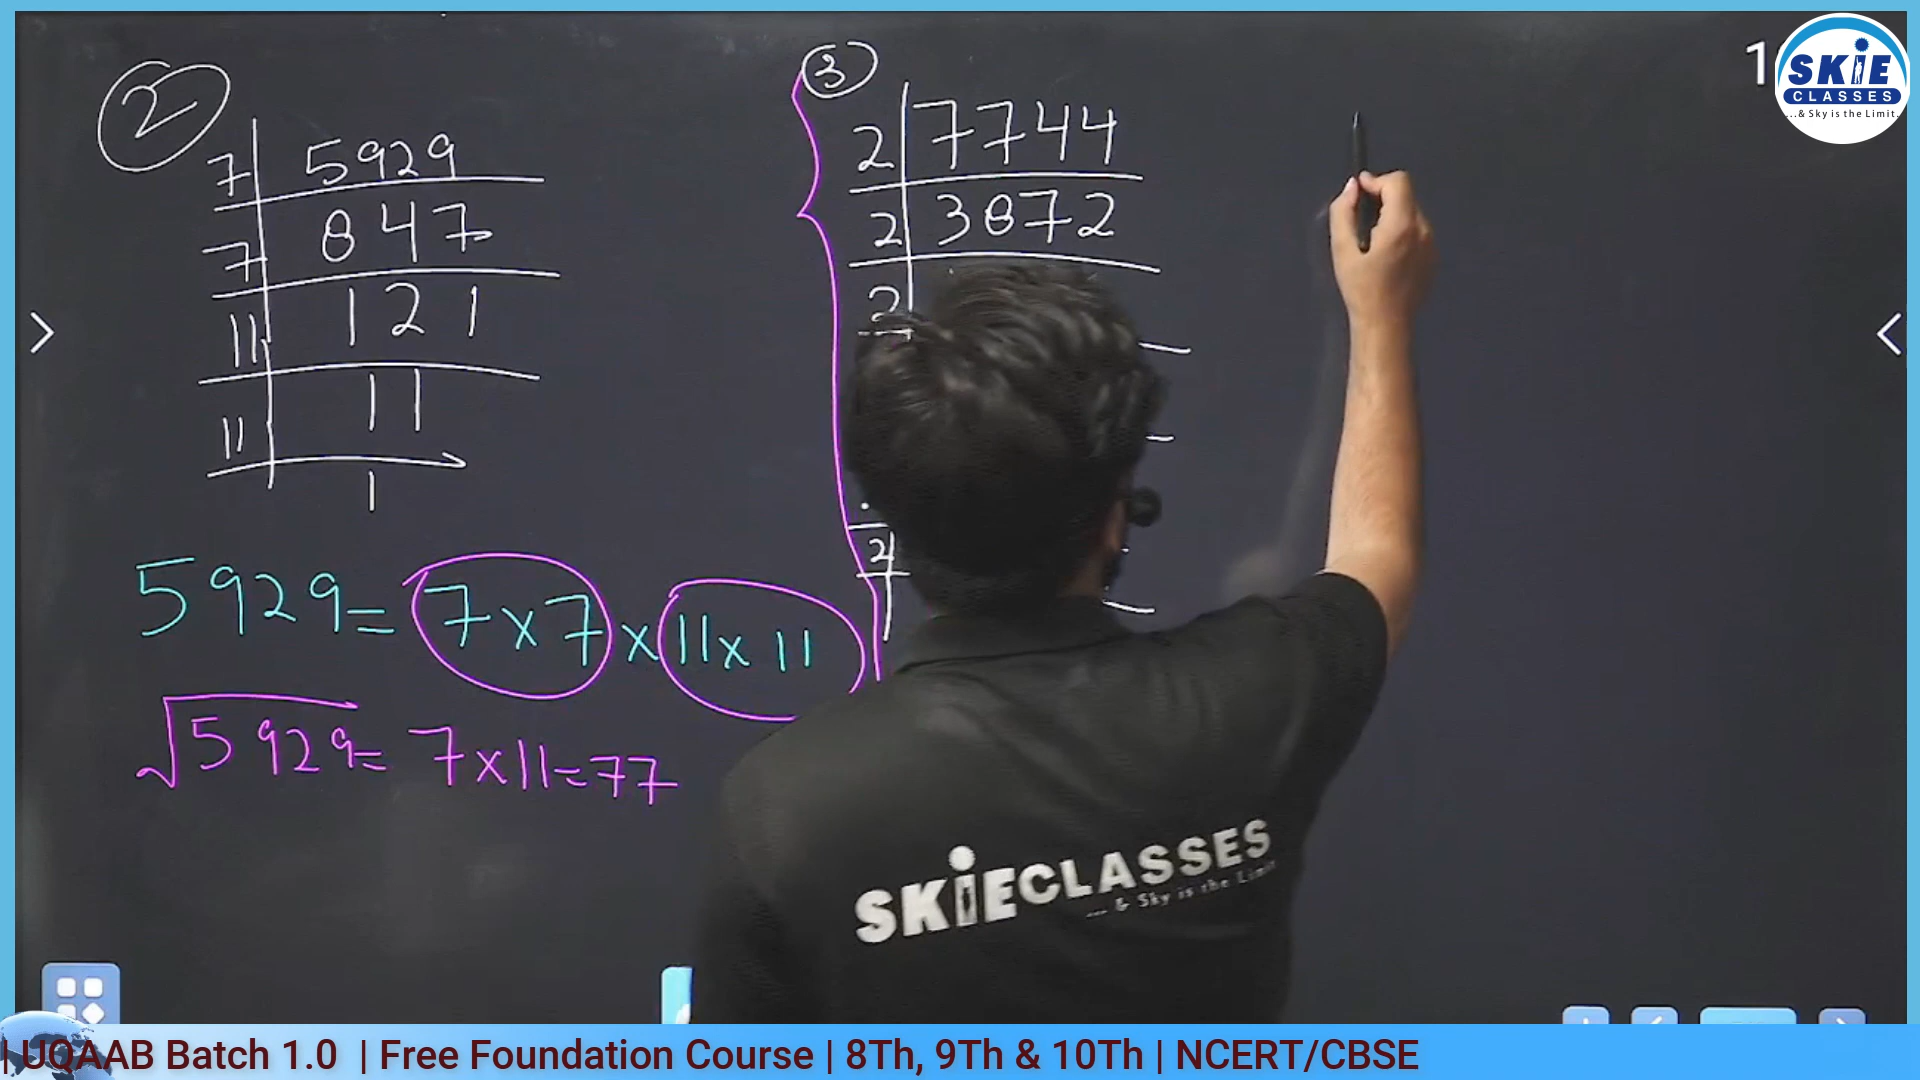 2
7 5929
7 847
11 121
11 11
1
5929= 7×7×11×11
√5929= 7×11=77
3
2 7744
2 3872
2
2
1
SKiE
CLASSES
...& Sky is the Limit.
SKiECLASSES
... & Sky is the Limit
| UQAAB Batch 1.0 | Free Foundation Course | 8Th, 9Th & 10Th | NCERT/CBSE